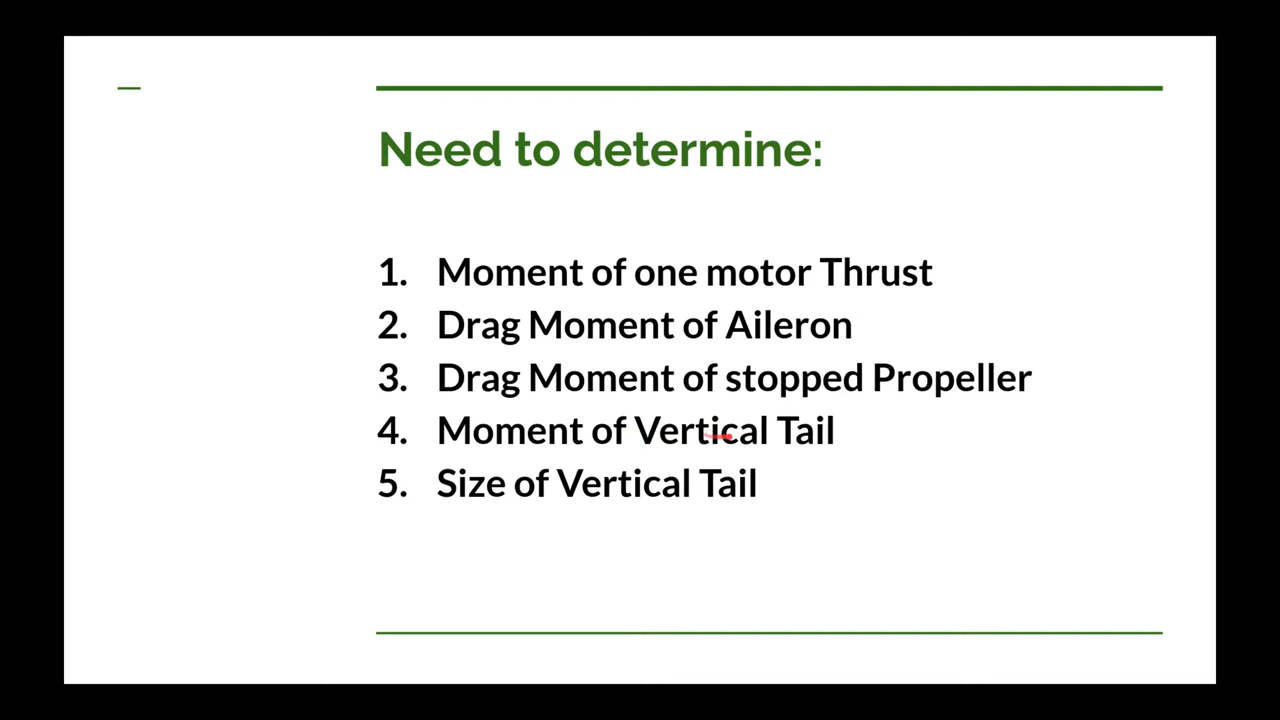 Need to determine:
1. Moment of one motor Thrust
2. Drag Moment of Aileron
3. Drag Moment of stopped Propeller
4. Moment of Vertical Tail
5. Size of Vertical Tail